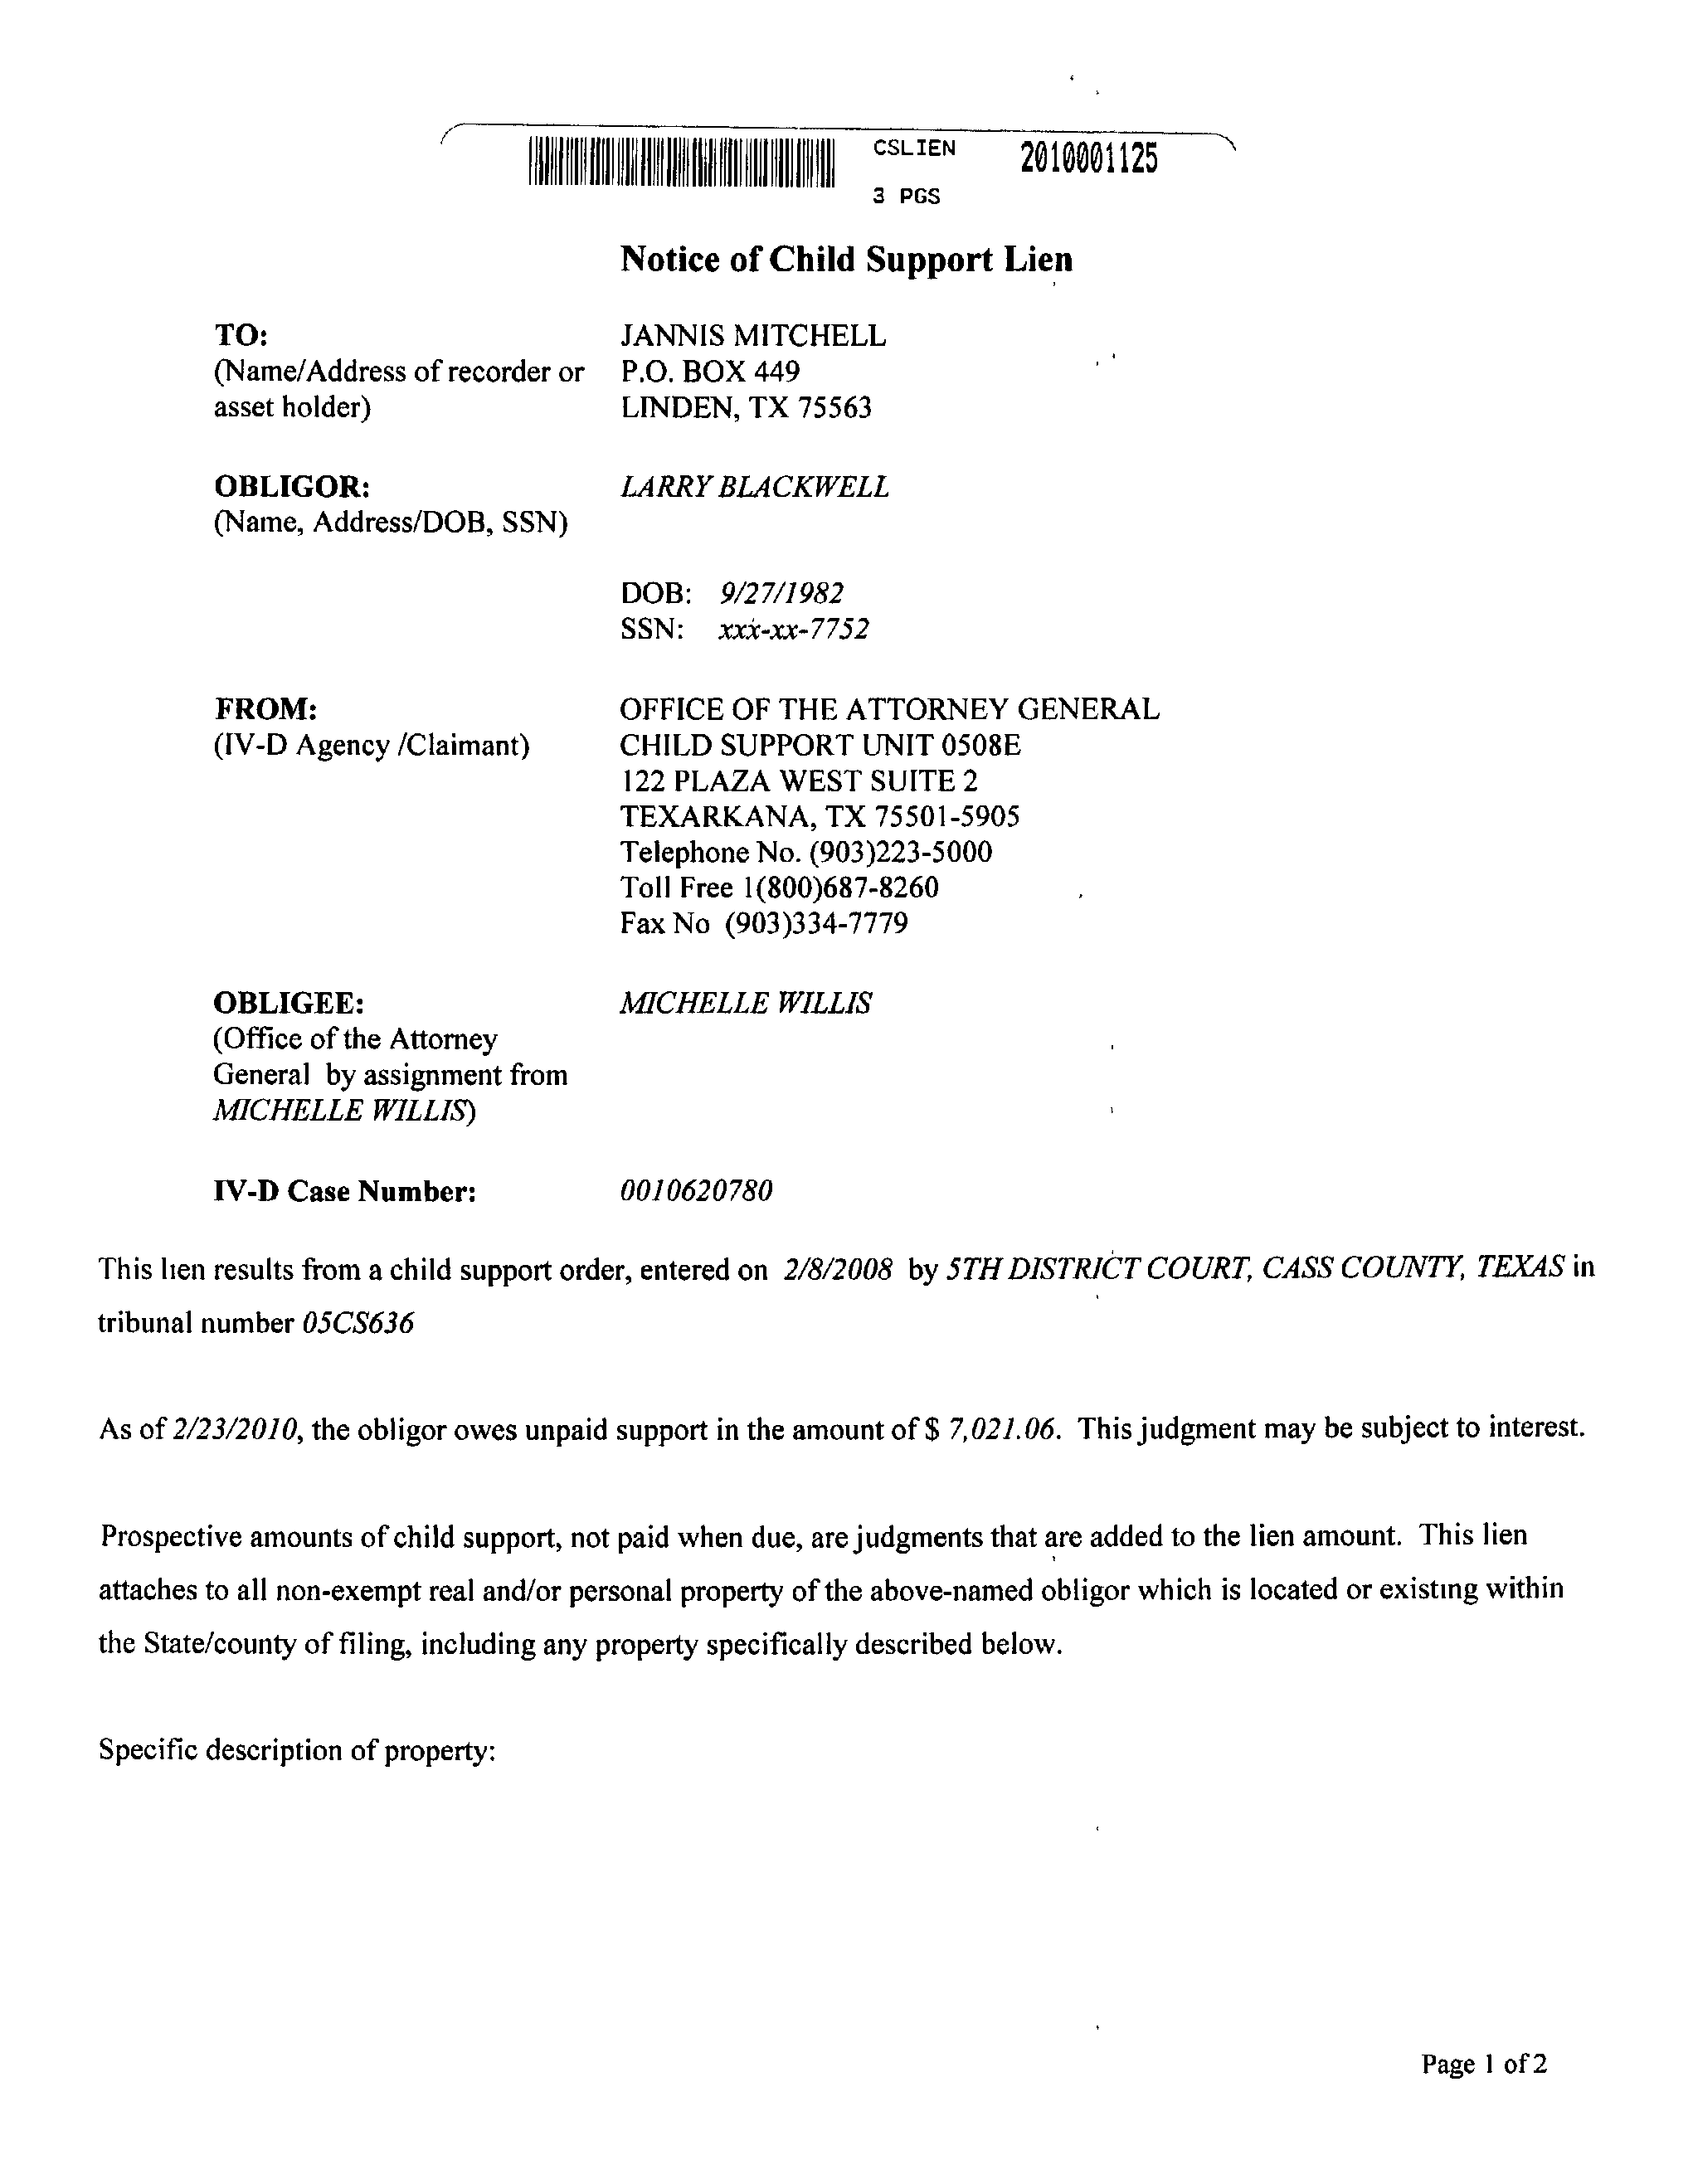 CSLIEN 2010001125
3 PGS
Notice of Child Support Lien
TO: JANNIS MITCHELL
(Name/Address of recorder or P.O. BOX 449
asset holder) LINDEN, TX 75563
OBLIGOR: LARRY BLACKWELL
(Name, Address/DOB, SSN)
DOB: 9/27/1982
SSN: xxx-xx-7752
FROM: OFFICE OF THE ATTORNEY GENERAL
(IV-D Agency /Claimant) CHILD SUPPORT UNIT 0508E
122 PLAZA WEST SUITE 2
TEXARKANA, TX 75501-5905
Telephone No. (903)223-5000
Toll Free 1(800)687-8260
Fax No (903)334-7779
OBLIGEE: MICHELLE WILLIS
(Office of the Attorney
General by assignment from
MICHELLE WILLIS)
IV-D Case Number: 0010620780
This lien results from a child support order, entered on 2/8/2008 by 5TH DISTRICT COURT, CASS COUNTY, TEXAS in
tribunal number 05CS636
As of 2/23/2010, the obligor owes unpaid support in the amount of $ 7,021.06. This judgment may be subject to interest.
Prospective amounts of child support, not paid when due, are judgments that are added to the lien amount. This lien
attaches to all non-exempt real and/or personal property of the above-named obligor which is located or existing within
the State/county of filing, including any property specifically described below.
Specific description of property:
Page 1 of 2